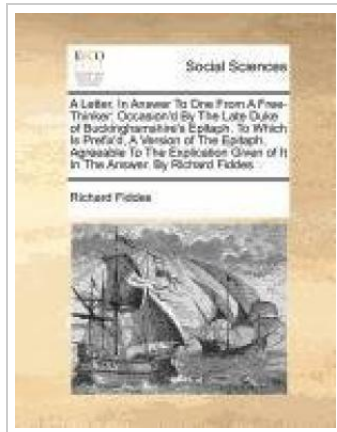 ECCO
Social Sciences
A Letter, In Answer To One From A Free-
Thinker; Occasion'd By The Late Duke
of Buckinghamshire's Epitaph. To Which
Is Prefix'd, A Version of The Epitaph,
Agreeable To The Explication Given of It
In The Answer. By Richard Fiddes
Richard Fiddes